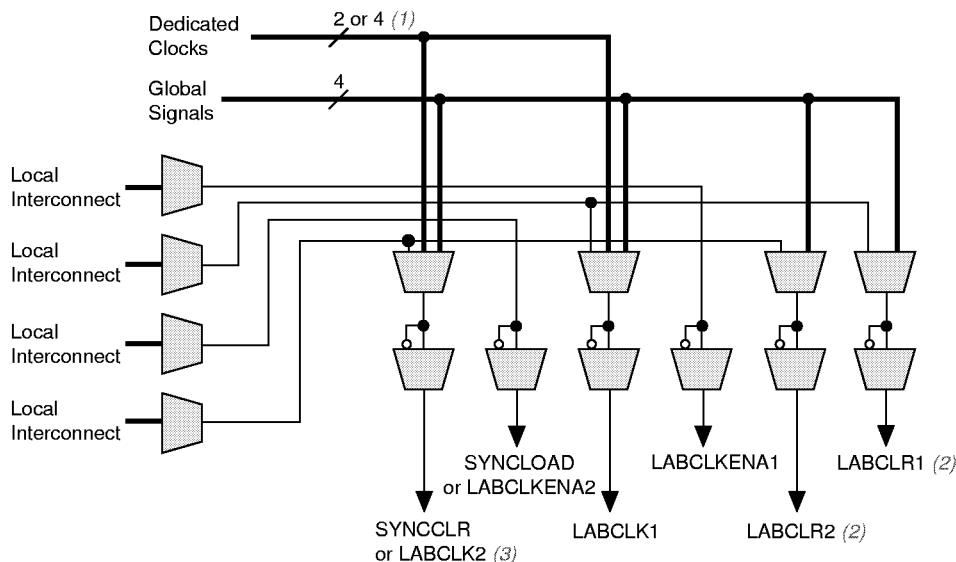 Dedicated
Clocks
2 or 4 (1)
Global
Signals
4
Local
Interconnect
Local
Interconnect
Local
Interconnect
Local
Interconnect
SYNCLOAD
or LABCLKENA2
LABCLKENA1
LABCLR1 (2)
SYNCCLR
or LABCLK2 (3)
LABCLK1
LABCLR2 (2)